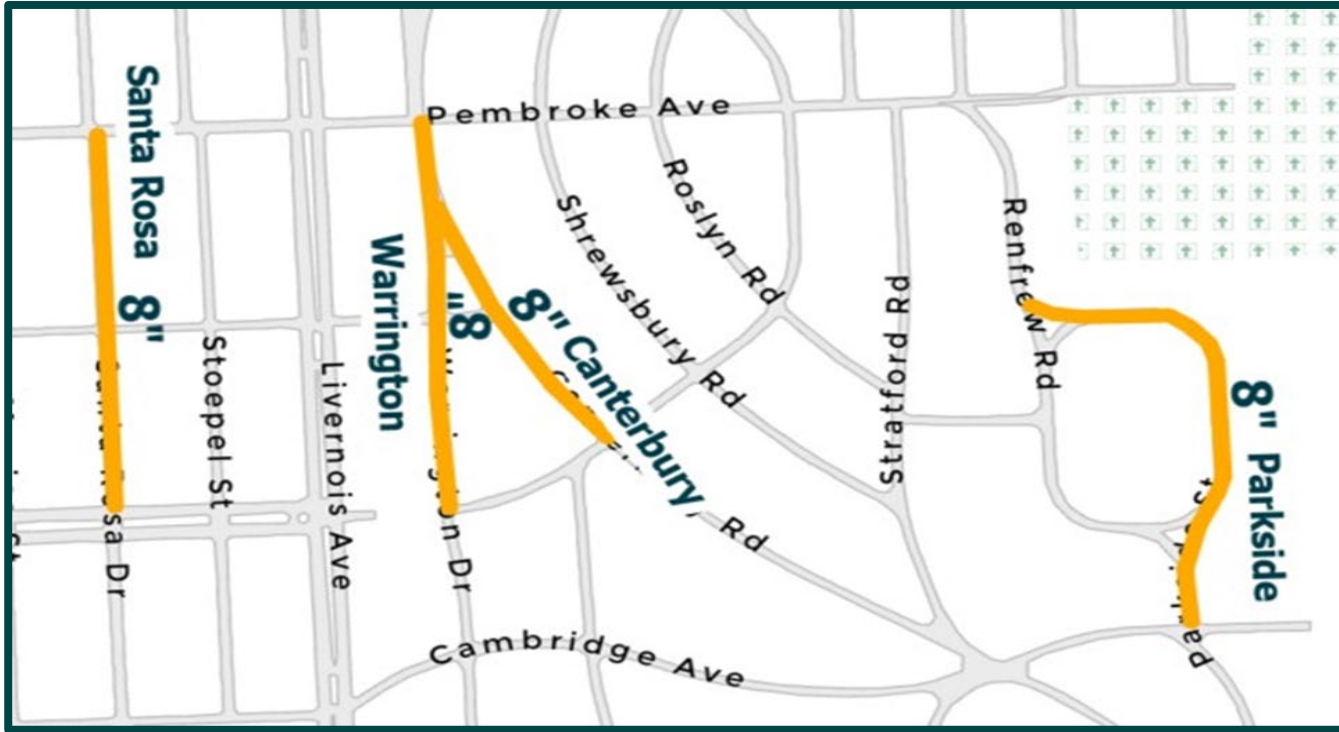 Santa Rosa 8"
Pembroke Ave
Warrington
8"
8" Canterbury
Shrewsbury Rd
Roslyn Rd
Stratford Rd
Renfrew Rd
8" Parkside
Stoepel St
Livernois Ave
Rd
Dr
Cambridge Ave